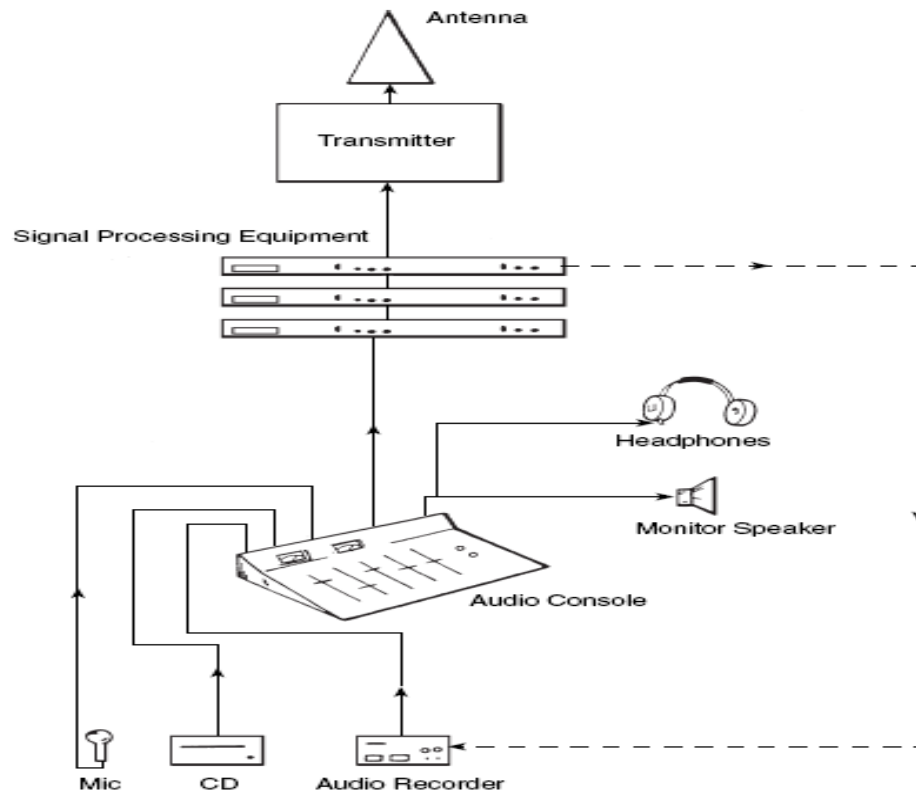 Antenna
Transmitter
Signal Processing Equipment
Headphones
Monitor Speaker
Audio Console
Mic
CD
Audio Recorder